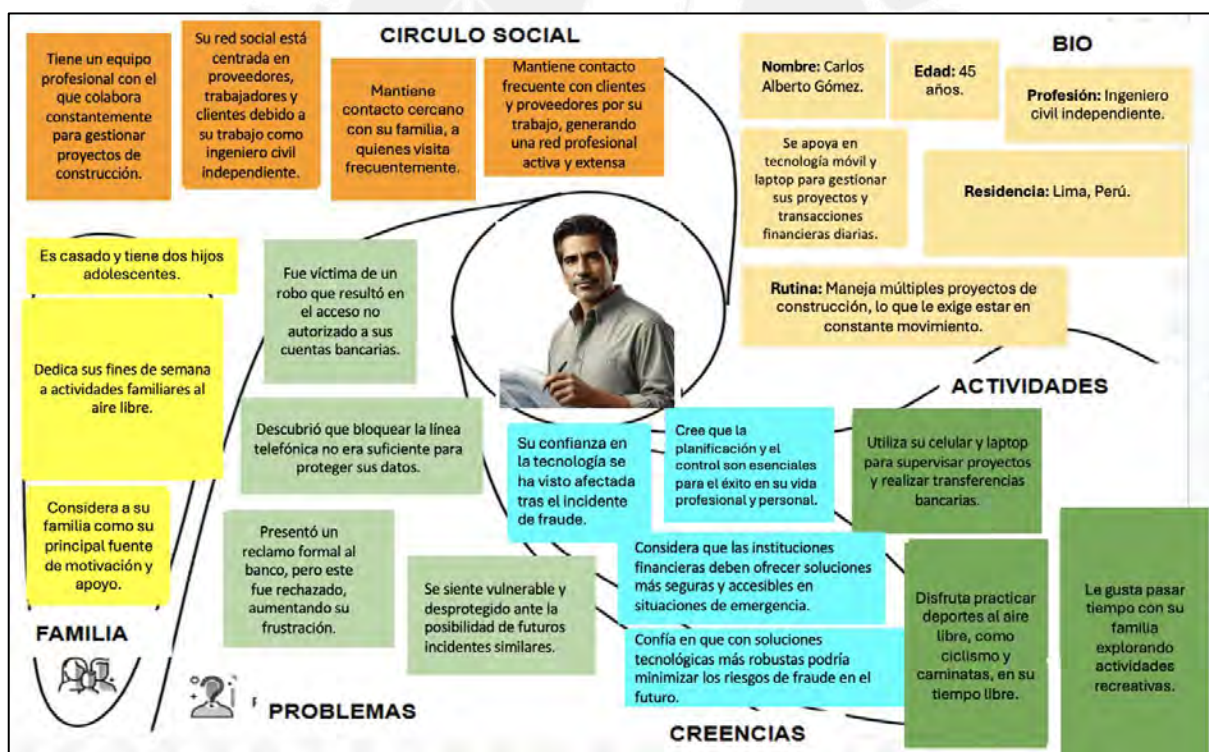 CIRCULO SOCIAL
Tiene un equipo
profesional con el
que colabora
constantemente
para gestionar
proyectos de
construcción.
Su red social está
centrada en
proveedores,
trabajadores y
clientes debido a
su trabajo como
ingeniero civil
independiente.
Mantiene
contacto cercano
con su familia, a
quienes visita
frecuentemente.
Mantiene contacto
frecuente con clientes
y proveedores por su
trabajo, generando
una red profesional
activa y extensa
BIO
Nombre: Carlos
Alberto Gómez.
Edad: 45
años.
Profesión: Ingeniero
civil independiente.
Se apoya en
tecnología móvil y
laptop para gestionar
sus proyectos y
transacciones
financieras diarias.
Residencia: Lima, Perú.
Rutina: Maneja múltiples proyectos de
construcción, lo que le exige estar en
constante movimiento.
Es casado y tiene dos hijos
adolescentes.
Dedica sus fines de semana
a actividades familiares al
aire libre.
Considera a su
familia como su
principal fuente
de motivación y
apoyo.
FAMILIA
Fue víctima de un
robo que resultó en
el acceso no
autorizado a sus
cuentas bancarias.
Descubrió que bloquear la línea
telefónica no era suficiente para
proteger sus datos.
Presentó un
reclamo formal al
banco, pero este
fue rechazado,
aumentando su
frustración.
Se siente vulnerable y
desprotegido ante la
posibilidad de futuros
incidentes similares.
PROBLEMAS
Su confianza en
la tecnología se
ha visto afectada
tras el incidente
de fraude.
Cree que la
planificación y el
control son esenciales
para el éxito en su vida
profesional y personal.
Considera que las instituciones
financieras deben ofrecer soluciones
más seguras y accesibles en
situaciones de emergencia.
Confía en que con soluciones
tecnológicas más robustas podría
minimizar los riesgos de fraude en el
futuro.
CREENCIAS
ACTIVIDADES
Utiliza su celular y laptop
para supervisar proyectos
y realizar transferencias
bancarias.
Disfruta practicar
deportes al aire
libre, como
ciclismo y
caminatas, en su
tiempo libre.
Le gusta pasar
tiempo con su
familia
explorando
actividades
recreativas.